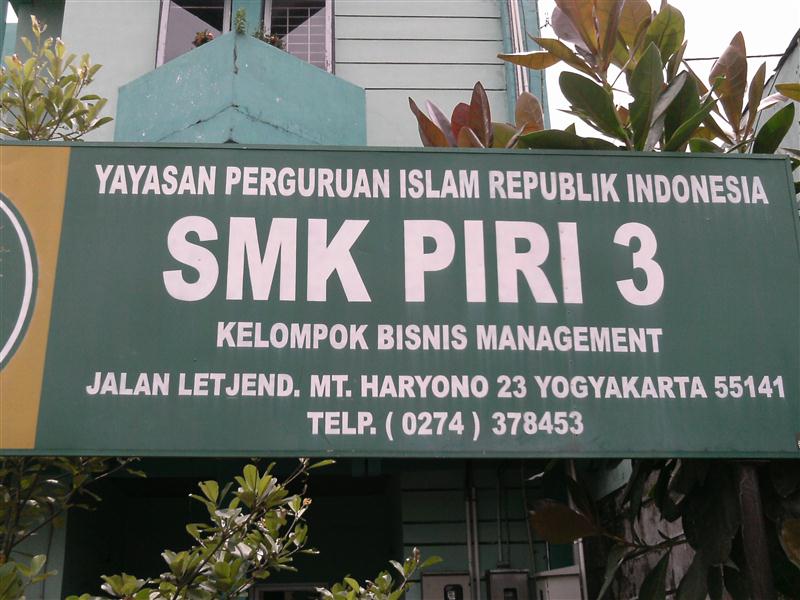 YAYASAN PERGURUAN ISLAM REPUBLIK INDONESIA
SMK PIRI 3
KELOMPOK BISNIS MANAGEMENT
JALAN LETJEND. MT. HARYONO 23 YOGYAKARTA 55141
TELP. ( 0274 ) 378453